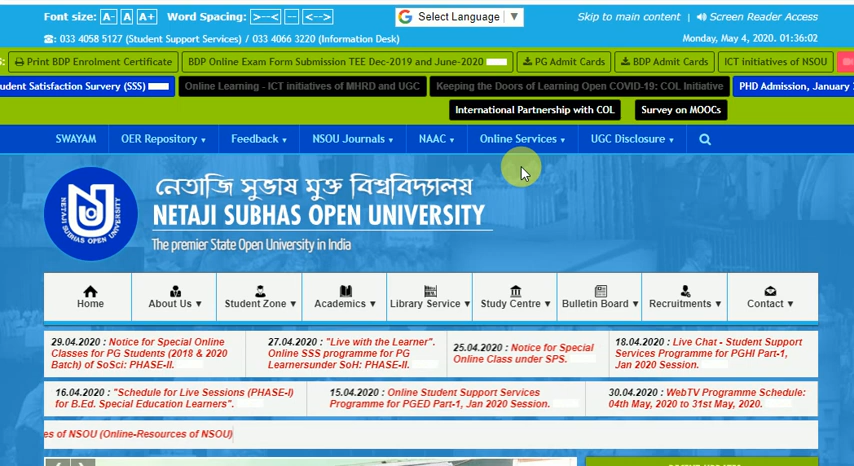 Font size: A- A A+ Word Spacing: >--< -- <--> Select Language ▼ Skip to main content | Screen Reader Access
: 033 4058 5127 (Student Support Services) / 033 4066 3220 (Information Desk) Monday, May 4, 2020. 01:36:02
s: Print BDP Enrolment Certificate BDP Online Exam Form Submission TEE Dec-2019 and June-2020 PG Admit Cards BDP Admit Cards ICT initiatives of NSOU
udent Satisfaction Survery (SSS) Online Learning - ICT initiatives of MHRD and UGC Keeping the Doors of Learning Open COVID-19: COL Initiative PHD Admission, January 2
International Partnership with COL Survey on MOOCs
SWAYAM OER Repository ▼ Feedback ▼ NSOU Journals ▼ NAAC ▼ Online Services ▼ UGC Disclosure ▼
নেতাজি সুভাষ মুক্ত বিশ্ববিদ্যালয়
NETAJI SUBHAS OPEN UNIVERSITY
The premier State Open University in India
NETAJI SUBHAS OPEN UNIVERSITY
Home About Us ▼ Student Zone ▼ Academics ▼ Library Service ▼ Study Centre ▼ Bulletin Board ▼ Recruitments ▼ Contact ▼
29.04.2020 : Notice for Special Online
Classes for PG Students (2018 & 2020
Batch) of SoSci: PHASE-II.
27.04.2020 : "Live with the Learner".
Online SSS programme for PG
Learnersunder SoH: PHASE-II.
25.04.2020 : Notice for Special
Online Class under SPS.
18.04.2020 : Live Chat - Student Support
Services Programme for PGHI Part-1,
Jan 2020 Session.
16.04.2020 : "Schedule for Live Sessions (PHASE-I)
for B.Ed. Special Education Learners".
15.04.2020 : Online Student Support Services
Programme for PGED Part-1, Jan 2020 Session.
30.04.2020 : WebTV Programme Schedule:
04th May, 2020 to 31st May, 2020.
es of NSOU (Online-Resources of NSOU)